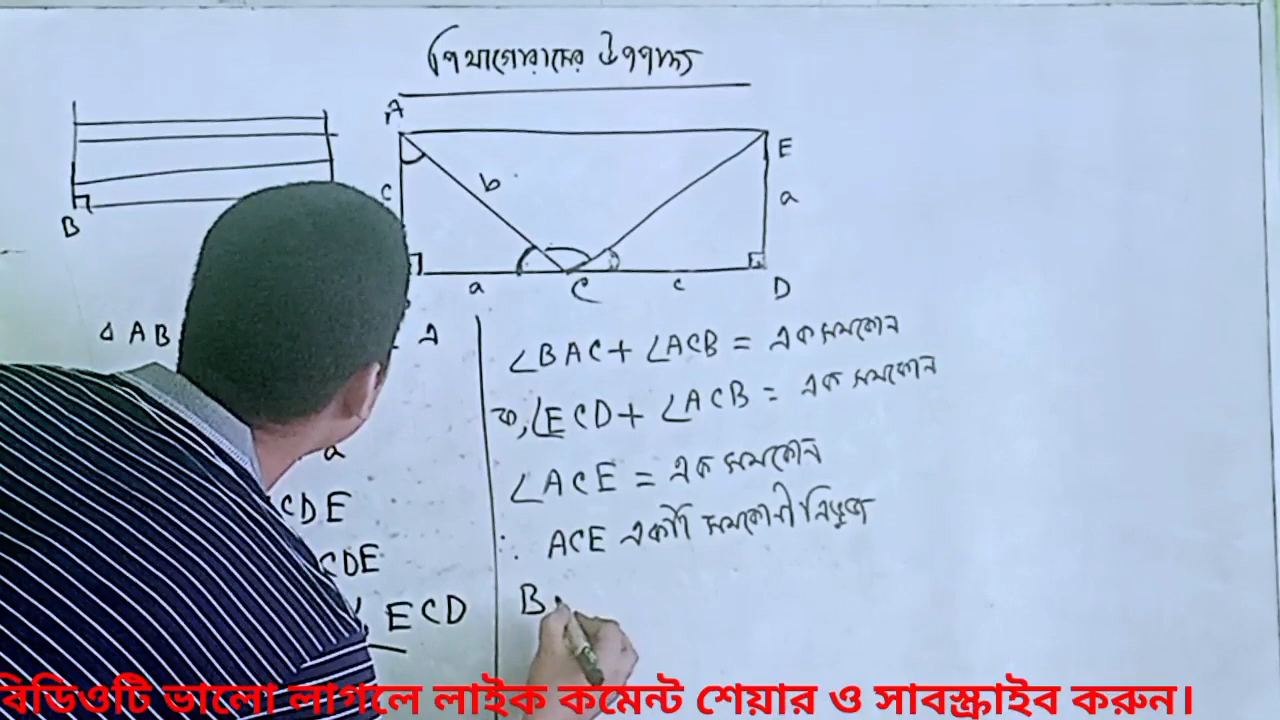 পিথাগোরাসের উপপাদ্য
A
E
C
b
a
B
a
C
c
D
Δ AB
এ
∠BAC + ∠ACB = এক সমকোন
বা, ∠ECD + ∠ACB = এক সমকোন
∠ACE = এক সমকোন
∴ ACE একটি সমকোণী ত্রিভুজ
a
CDE
CDE
ECD
B
বিডিওটি ভালো লাগলে লাইক কমেন্ট শেয়ার ও সাবস্ক্রাইব করুন।